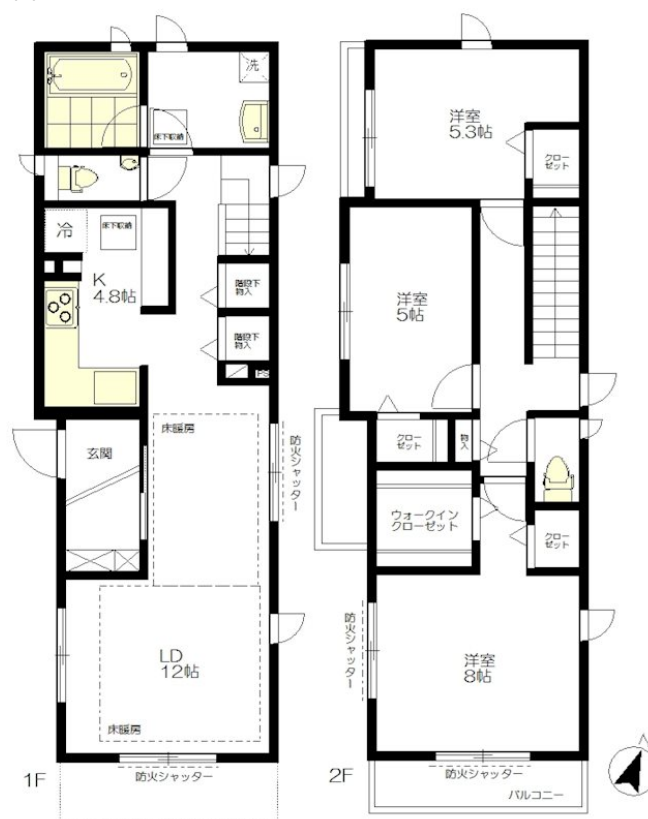 洗
床下収納
冷
床下収納
K
4.8帖
階段下
物入
階段下
物入
PS
床暖房
玄関
防火シャッター
LD
12帖
床暖房
1F
防火シャッター
洋室
5.3帖
クロー
ゼット
洋室
5帖
クロー
ゼット
物入
ウォークイン
クローゼット
クロー
ゼット
防火シャッター
洋室
8帖
2F
防火シャッター
バルコニー